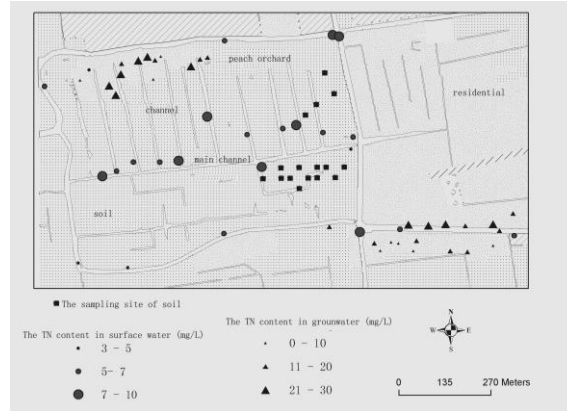 peach orchard
residential
channel
main channel
soil
The sampling site of soil
The TN content in surface water (mg/L)
3 - 5
5- 7
7 - 10
The TN content in grounwater (mg/L)
0 - 10
11 - 20
21 - 30
N
W E
S
0 135 270 Meters